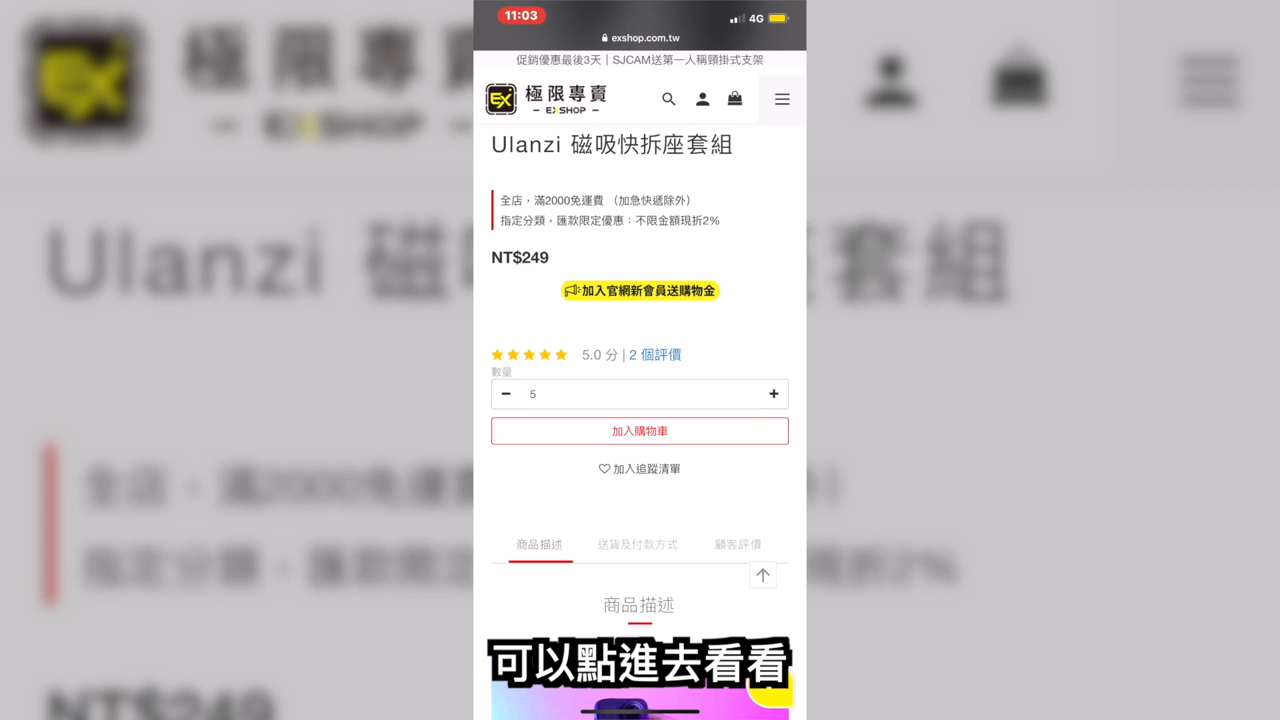 11:03
4G
exshop.com.tw
促銷優惠最後3天｜SJCAM送第一人稱頸掛式支架
EX 極限專賣
EXSHOP
Ulanzi 磁吸快拆座套組
全店，滿2000免運費 （加急快遞除外）
指定分類，匯款限定優惠：不限金額現折2%
NT$249
加入官網新會員送購物金
5.0 分 | 2 個評價
數量
5
加入購物車
加入追蹤清單
商品描述 送貨及付款方式 顧客評價
商品描述
可以點進去看看